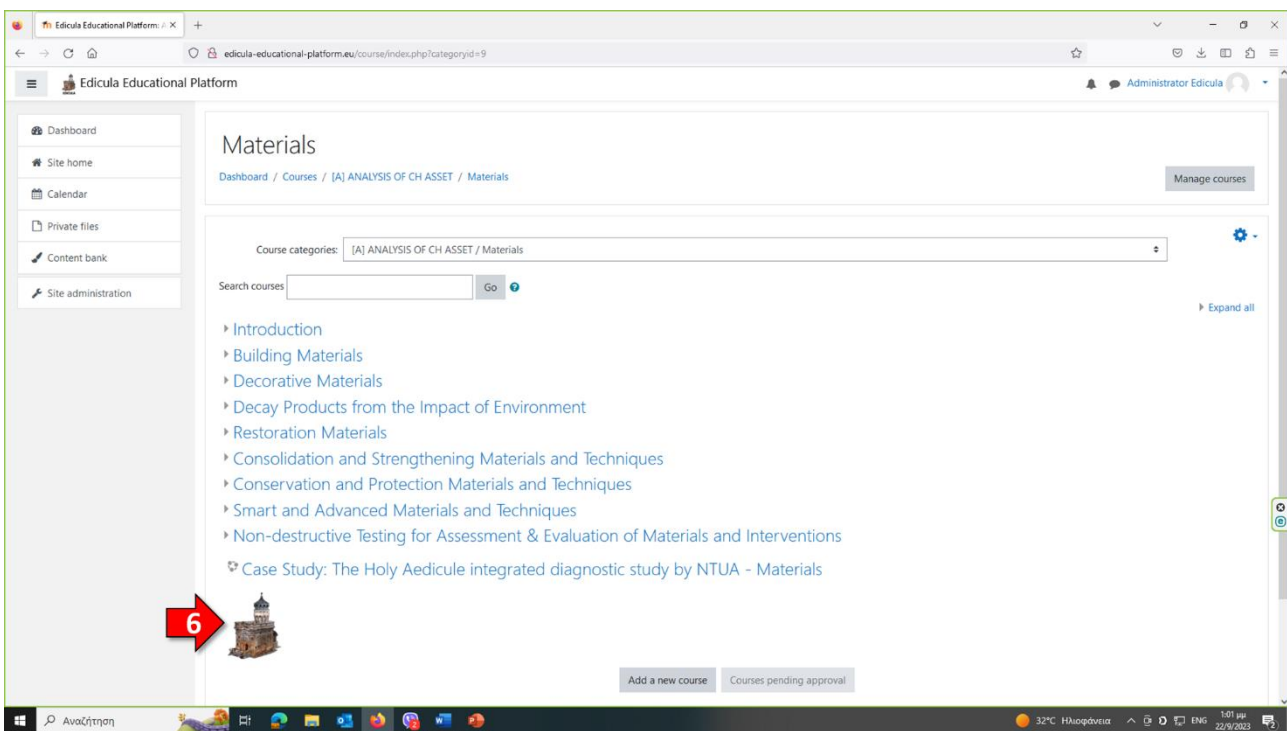 Edicula Educational Platform: A
edicula-educational-platform.eu/course/index.php?categoryid=9
Edicula Educational Platform
Administrator Edicula
Dashboard
Site home
Calendar
Private files
Content bank
Site administration
Materials
Dashboard / Courses / [A] ANALYSIS OF CH ASSET / Materials
Manage courses
Course categories: [A] ANALYSIS OF CH ASSET / Materials
Search courses Go
Expand all
Introduction
Building Materials
Decorative Materials
Decay Products from the Impact of Environment
Restoration Materials
Consolidation and Strengthening Materials and Techniques
Conservation and Protection Materials and Techniques
Smart and Advanced Materials and Techniques
Non-destructive Testing for Assessment & Evaluation of Materials and Interventions
Case Study: The Holy Aedicule integrated diagnostic study by NTUA - Materials
6
Add a new course Courses pending approval
Αναζήτηση
32°C Ηλιοφάνεια
ENG
1:01 μμ
22/9/2023